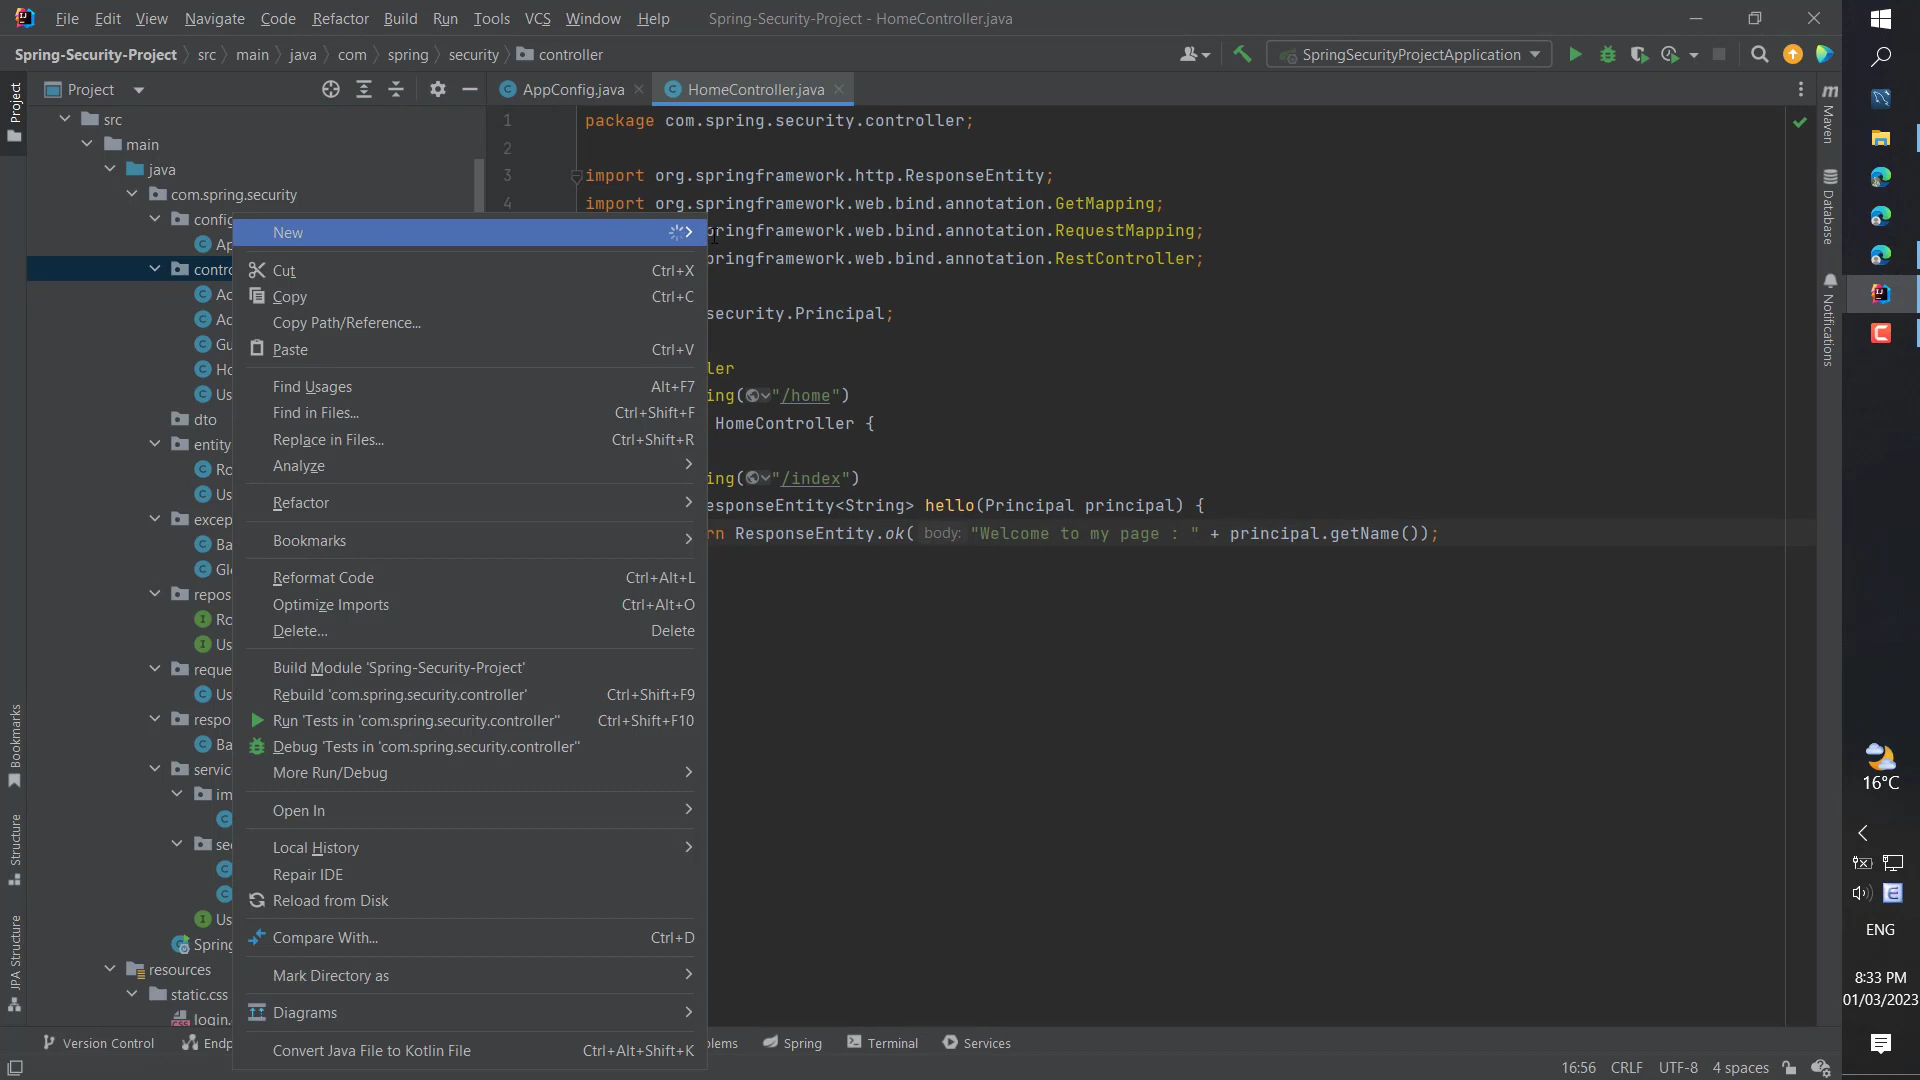 File Edit View Navigate Code Refactor Build Run Tools VCS Window Help Spring-Security-Project - HomeController.java
Spring-Security-Project src main java com spring security controller SpringSecurityProjectApplication
Project AppConfig.java HomeController.java
Project
src
main
java
com.spring.security
config
Ap
contro
Ac
Ac
Gu
Ho
Us
dto
entity
Ro
Us
excep
Ba
Gl
repos
Ro
Us
reque
Us
respo
Ba
servic
im
se
Us
Spring
resources
static.css
login.
New
Cut Ctrl+X
Copy Ctrl+C
Copy Path/Reference...
Paste Ctrl+V
Find Usages Alt+F7
Find in Files... Ctrl+Shift+F
Replace in Files... Ctrl+Shift+R
Analyze
Refactor
Bookmarks
Reformat Code Ctrl+Alt+L
Optimize Imports Ctrl+Alt+O
Delete... Delete
Build Module 'Spring-Security-Project'
Rebuild 'com.spring.security.controller' Ctrl+Shift+F9
Run 'Tests in 'com.spring.security.controller'' Ctrl+Shift+F10
Debug 'Tests in 'com.spring.security.controller''
More Run/Debug
Open In
Local History
Repair IDE
Reload from Disk
Compare With... Ctrl+D
Mark Directory as
Diagrams
Convert Java File to Kotlin File Ctrl+Alt+Shift+K
1 package com.spring.security.controller;
2
3 import org.springframework.http.ResponseEntity;
4 import org.springframework.web.bind.annotation.GetMapping;
pringframework.web.bind.annotation.RequestMapping;
pringframework.web.bind.annotation.RestController;
security.Principal;
ler
ing("/home")
HomeController {
ing("/index")
esponseEntity<String> hello(Principal principal) {
rn ResponseEntity.ok( body: "Welcome to my page : " + principal.getName());
Maven
Database
Notifications
Bookmarks
Structure
JPA Structure
Version Control Endp lems Spring Terminal Services
16:56 CRLF UTF-8 4 spaces
16°C
ENG
8:33 PM
01/03/2023